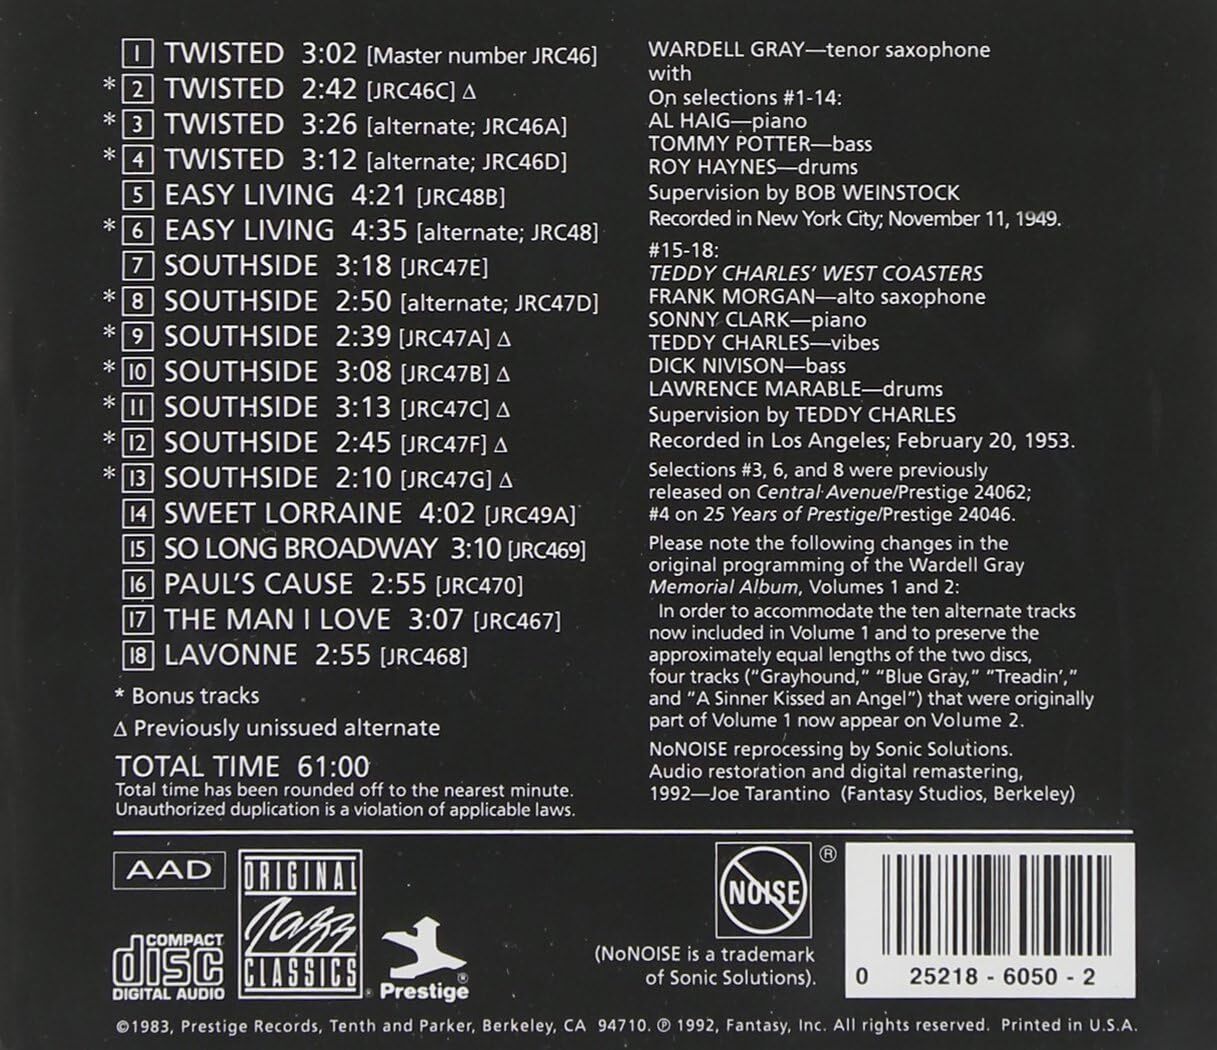 1 TWISTED 3:02 [Master number JRC46]
* 2 TWISTED 2:42 [JRC46C] Δ
* 3 TWISTED 3:26 [alternate; JRC46A]
* 4 TWISTED 3:12 [alternate; JRC46D]
5 EASY LIVING 4:21 [JRC48B]
* 6 EASY LIVING 4:35 [alternate; JRC48]
7 SOUTHSIDE 3:18 [JRC47E]
* 8 SOUTHSIDE 2:50 [alternate; JRC47D]
* 9 SOUTHSIDE 2:39 [JRC47A] Δ
* 10 SOUTHSIDE 3:08 [JRC47B] Δ
* 11 SOUTHSIDE 3:13 [JRC47C] Δ
* 12 SOUTHSIDE 2:45 [JRC47F] Δ
* 13 SOUTHSIDE 2:10 [JRC47G] Δ
14 SWEET LORRAINE 4:02 [JRC49A]
15 SO LONG BROADWAY 3:10 [JRC469]
16 PAUL'S CAUSE 2:55 [JRC470]
17 THE MAN I LOVE 3:07 [JRC467]
18 LAVONNE 2:55 [JRC468]
* Bonus tracks
Δ Previously unissued alternate
TOTAL TIME 61:00
Total time has been rounded off to the nearest minute.
Unauthorized duplication is a violation of applicable laws.
WARDELL GRAY—tenor saxophone
with
On selections #1-14:
AL HAIG—piano
TOMMY POTTER—bass
ROY HAYNES—drums
Supervision by BOB WEINSTOCK
Recorded in New York City; November 11, 1949.
#15-18:
TEDDY CHARLES' WEST COASTERS
FRANK MORGAN—alto saxophone
SONNY CLARK—piano
TEDDY CHARLES—vibes
DICK NIVISON—bass
LAWRENCE MARABLE—drums
Supervision by TEDDY CHARLES
Recorded in Los Angeles; February 20, 1953.
Selections #3, 6, and 8 were previously
released on Central Avenue/Prestige 24062;
#4 on 25 Years of Prestige/Prestige 24046.
Please note the following changes in the
original programming of the Wardell Gray
Memorial Album, Volumes 1 and 2:
In order to accommodate the ten alternate tracks
now included in Volume 1 and to preserve the
approximately equal lengths of the two discs,
four tracks ("Grayhound," "Blue Gray," "Treadin',"
and "A Sinner Kissed an Angel") that were originally
part of Volume 1 now appear on Volume 2.
NoNOISE reprocessing by Sonic Solutions.
Audio restoration and digital remastering,
1992—Joe Tarantino (Fantasy Studios, Berkeley)
AAD
COMPACT
disc
DIGITAL AUDIO
ORIGINAL
Jazz
CLASSICS
®
Prestige
NOISE ®
(NoNOISE is a trademark
of Sonic Solutions).
0 25218 - 6050 - 2
©1983, Prestige Records, Tenth and Parker, Berkeley, CA 94710. ℗ 1992, Fantasy, Inc. All rights reserved. Printed in U.S.A.